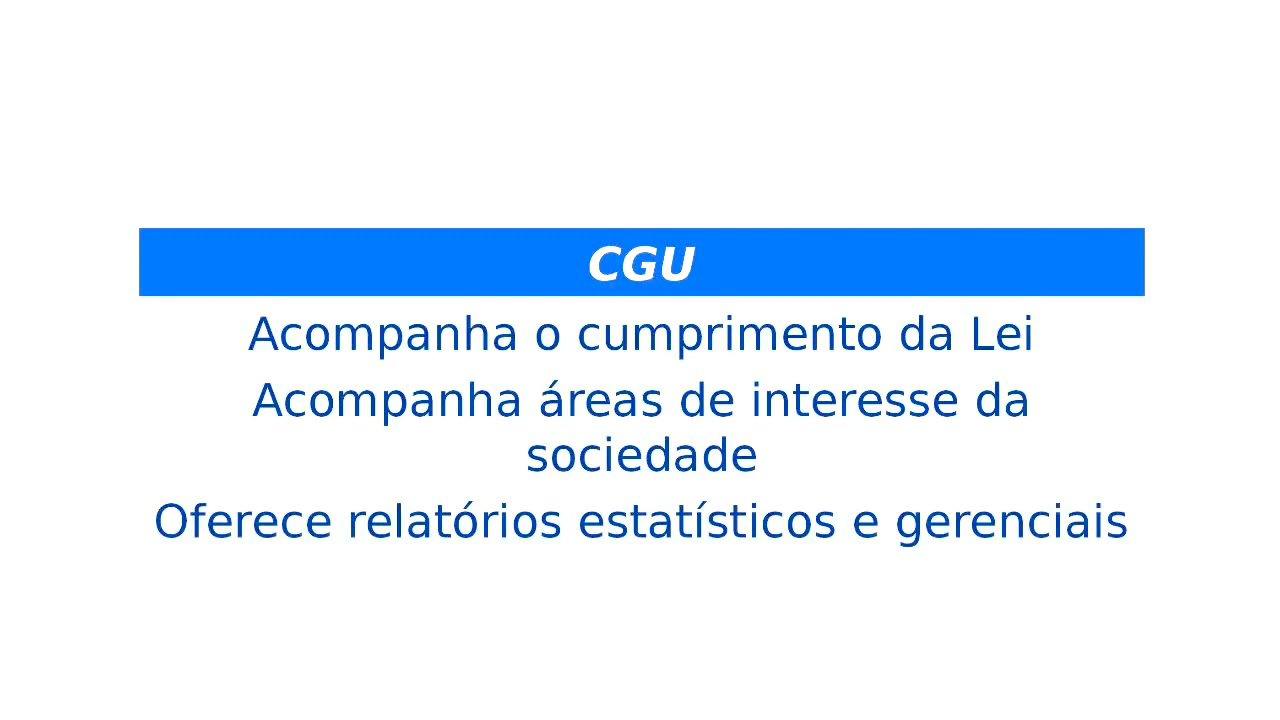 CGU
Acompanha o cumprimento da Lei
Acompanha áreas de interesse da
sociedade
Oferece relatórios estatísticos e gerenciais